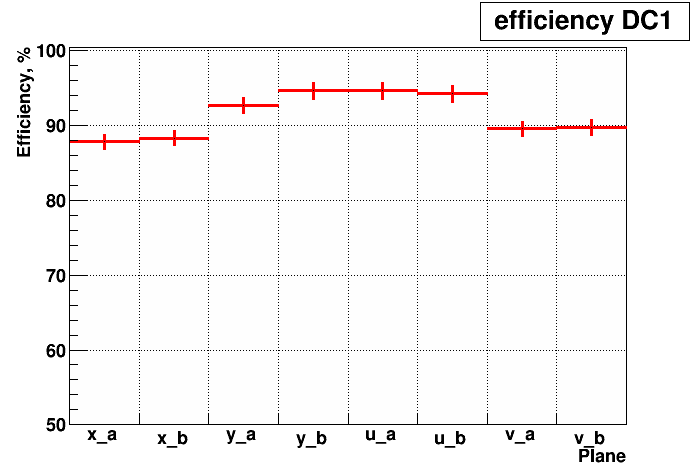 efficiency DC1
Efficiency, %
100
90
80
70
60
50
x_a x_b y_a y_b u_a u_b v_a v_b
Plane